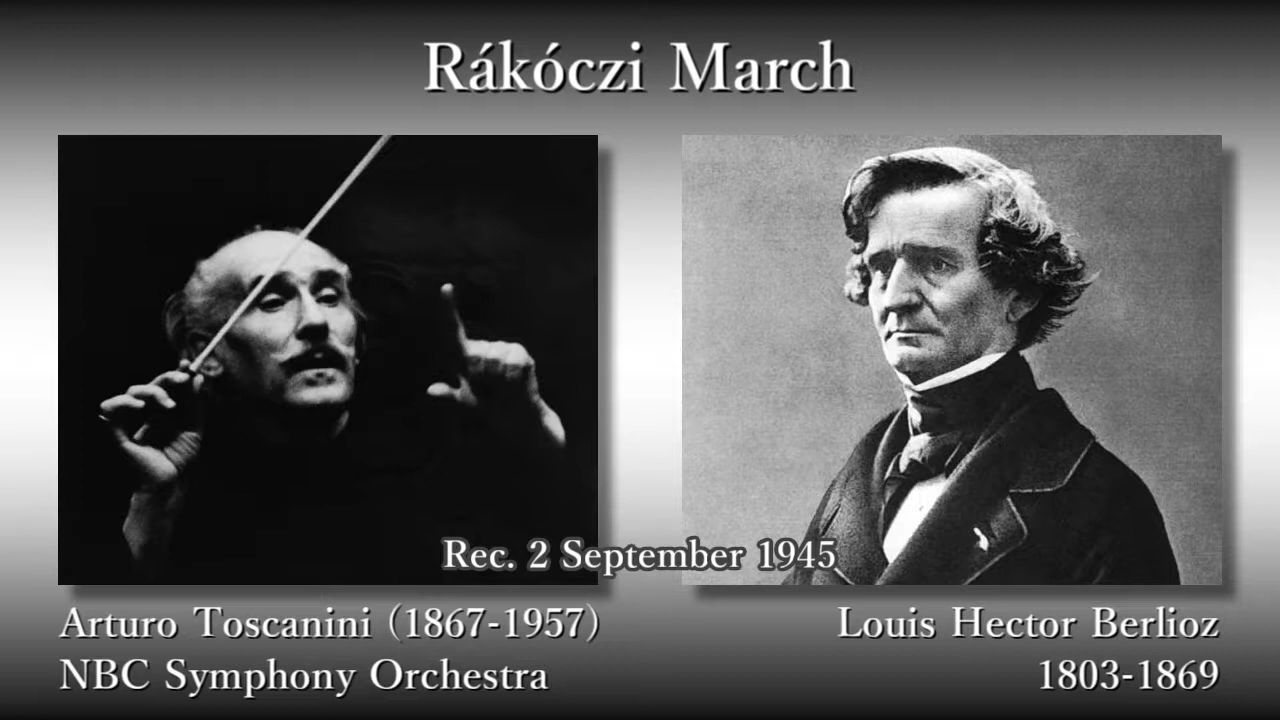 Rákóczi March
Rec. 2 September 1945
Arturo Toscanini (1867-1957)
NBC Symphony Orchestra
Louis Hector Berlioz
1803-1869